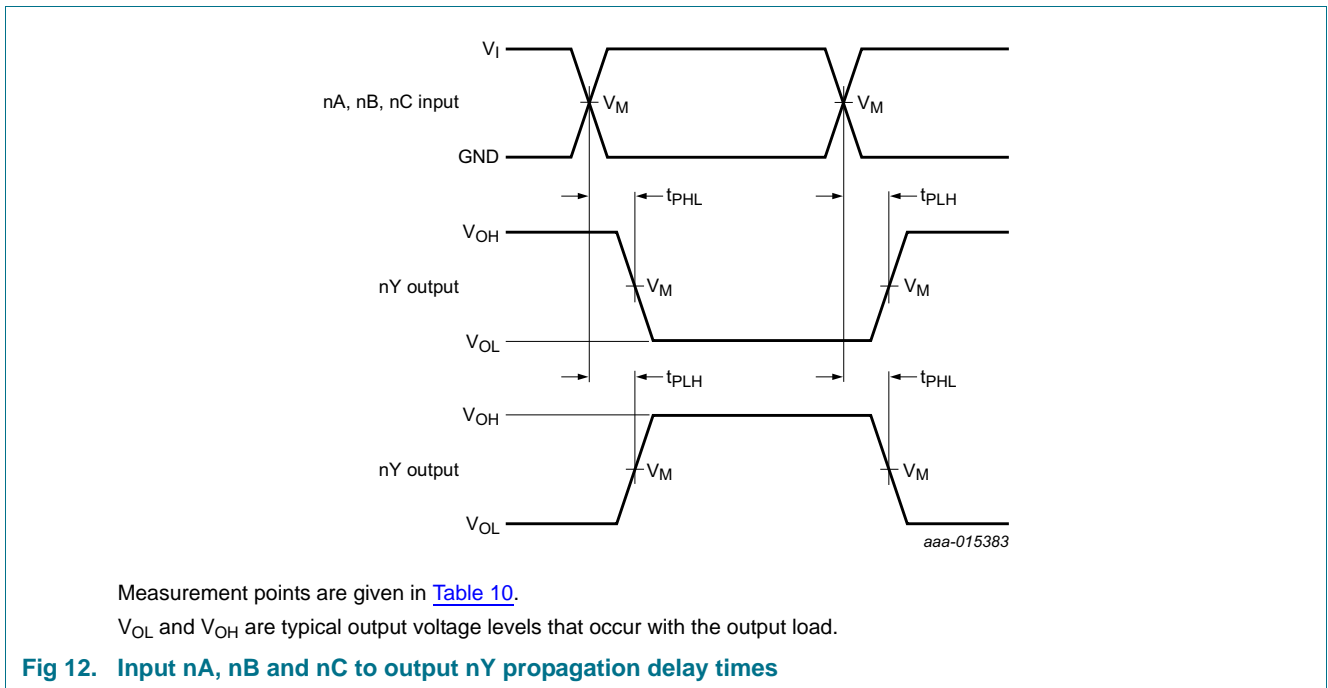 VI
nA, nB, nC input
VM
VM
GND
tPHL
tPLH
VOH
nY output
VM
VM
VOL
tPLH
tPHL
VOH
nY output
VM
VM
VOL
aaa-015383
Measurement points are given in Table 10.
VOL and VOH are typical output voltage levels that occur with the output load.
Fig 12. Input nA, nB and nC to output nY propagation delay times